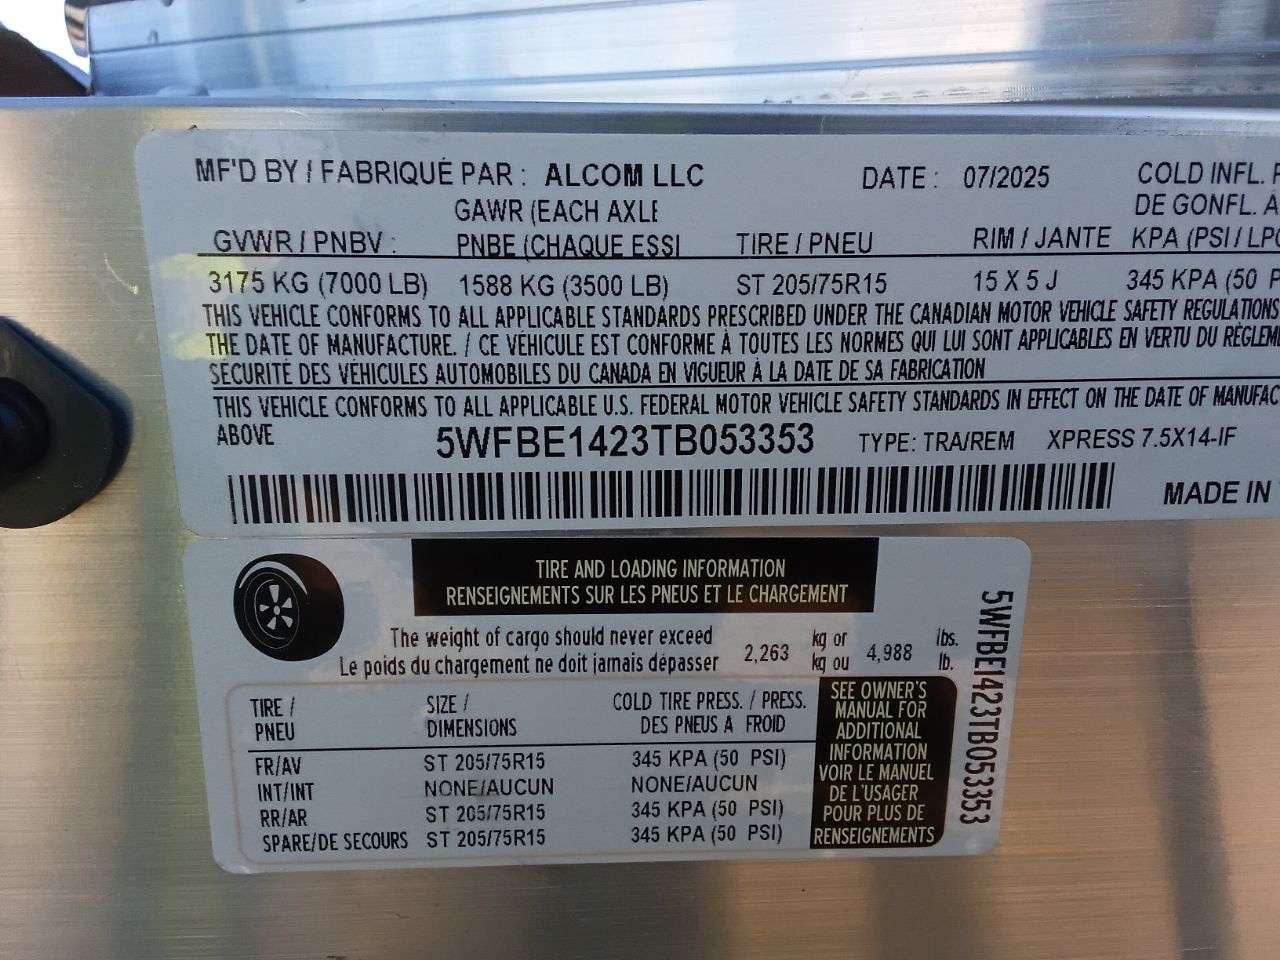 MF'D BY / FABRIQUÉ PAR : ALCOM LLC DATE : 07/2025 COLD INFL.
GAWR (EACH AXLE DE GONFL.
GVWR / PNBV : PNBE (CHAQUE ESSI TIRE / PNEU RIM / JANTE KPA (PSI /
3175 KG (7000 LB) 1588 KG (3500 LB) ST 205/75R15 15 X 5 J 345 KPA (50
THIS VEHICLE CONFORMS TO ALL APPLICABLE STANDARDS PRESCRIBED UNDER THE CANADIAN MOTOR VEHICLE SAFETY REGULATIONS
THE DATE OF MANUFACTURE. / CE VÉHICULE EST CONFORME À TOUTES LES NORMES QUI LUI SONT APPLICABLES EN VERTU DU
SÉCURITÉ DES VÉHICULES AUTOMOBILES DU CANADA EN VIGUEUR À LA DATE DE SA FABRICATION
THIS VEHICLE CONFORMS TO ALL APPLICABLE U.S. FEDERAL MOTOR VEHICLE SAFETY STANDARDS IN EFFECT ON THE DATE OF
ABOVE 5WFBE1423TB053353 TYPE: TRA/REM XPRESS 7.5X14-IF
MADE IN
TIRE AND LOADING INFORMATION
RENSEIGNEMENTS SUR LES PNEUS ET LE CHARGEMENT
The weight of cargo should never exceed 2,263 kg or 4,988 lbs.
Le poids du chargement ne doit jamais dépasser kg ou lb.
TIRE / SIZE / COLD TIRE PRESS. / PRESS.
PNEU DIMENSIONS DES PNEUS A FROID
FR/AV ST 205/75R15 345 KPA (50 PSI)
INT/INT NONE/AUCUN NONE/AUCUN
RR/AR ST 205/75R15 345 KPA (50 PSI)
SPARE/DE SECOURS ST 205/75R15 345 KPA (50 PSI)
SEE OWNER'S
MANUAL FOR
ADDITIONAL
INFORMATION
VOIR LE MANUEL
DE L'USAGER
POUR PLUS DE
RENSEIGNEMENTS
5WFBE1423TB053353